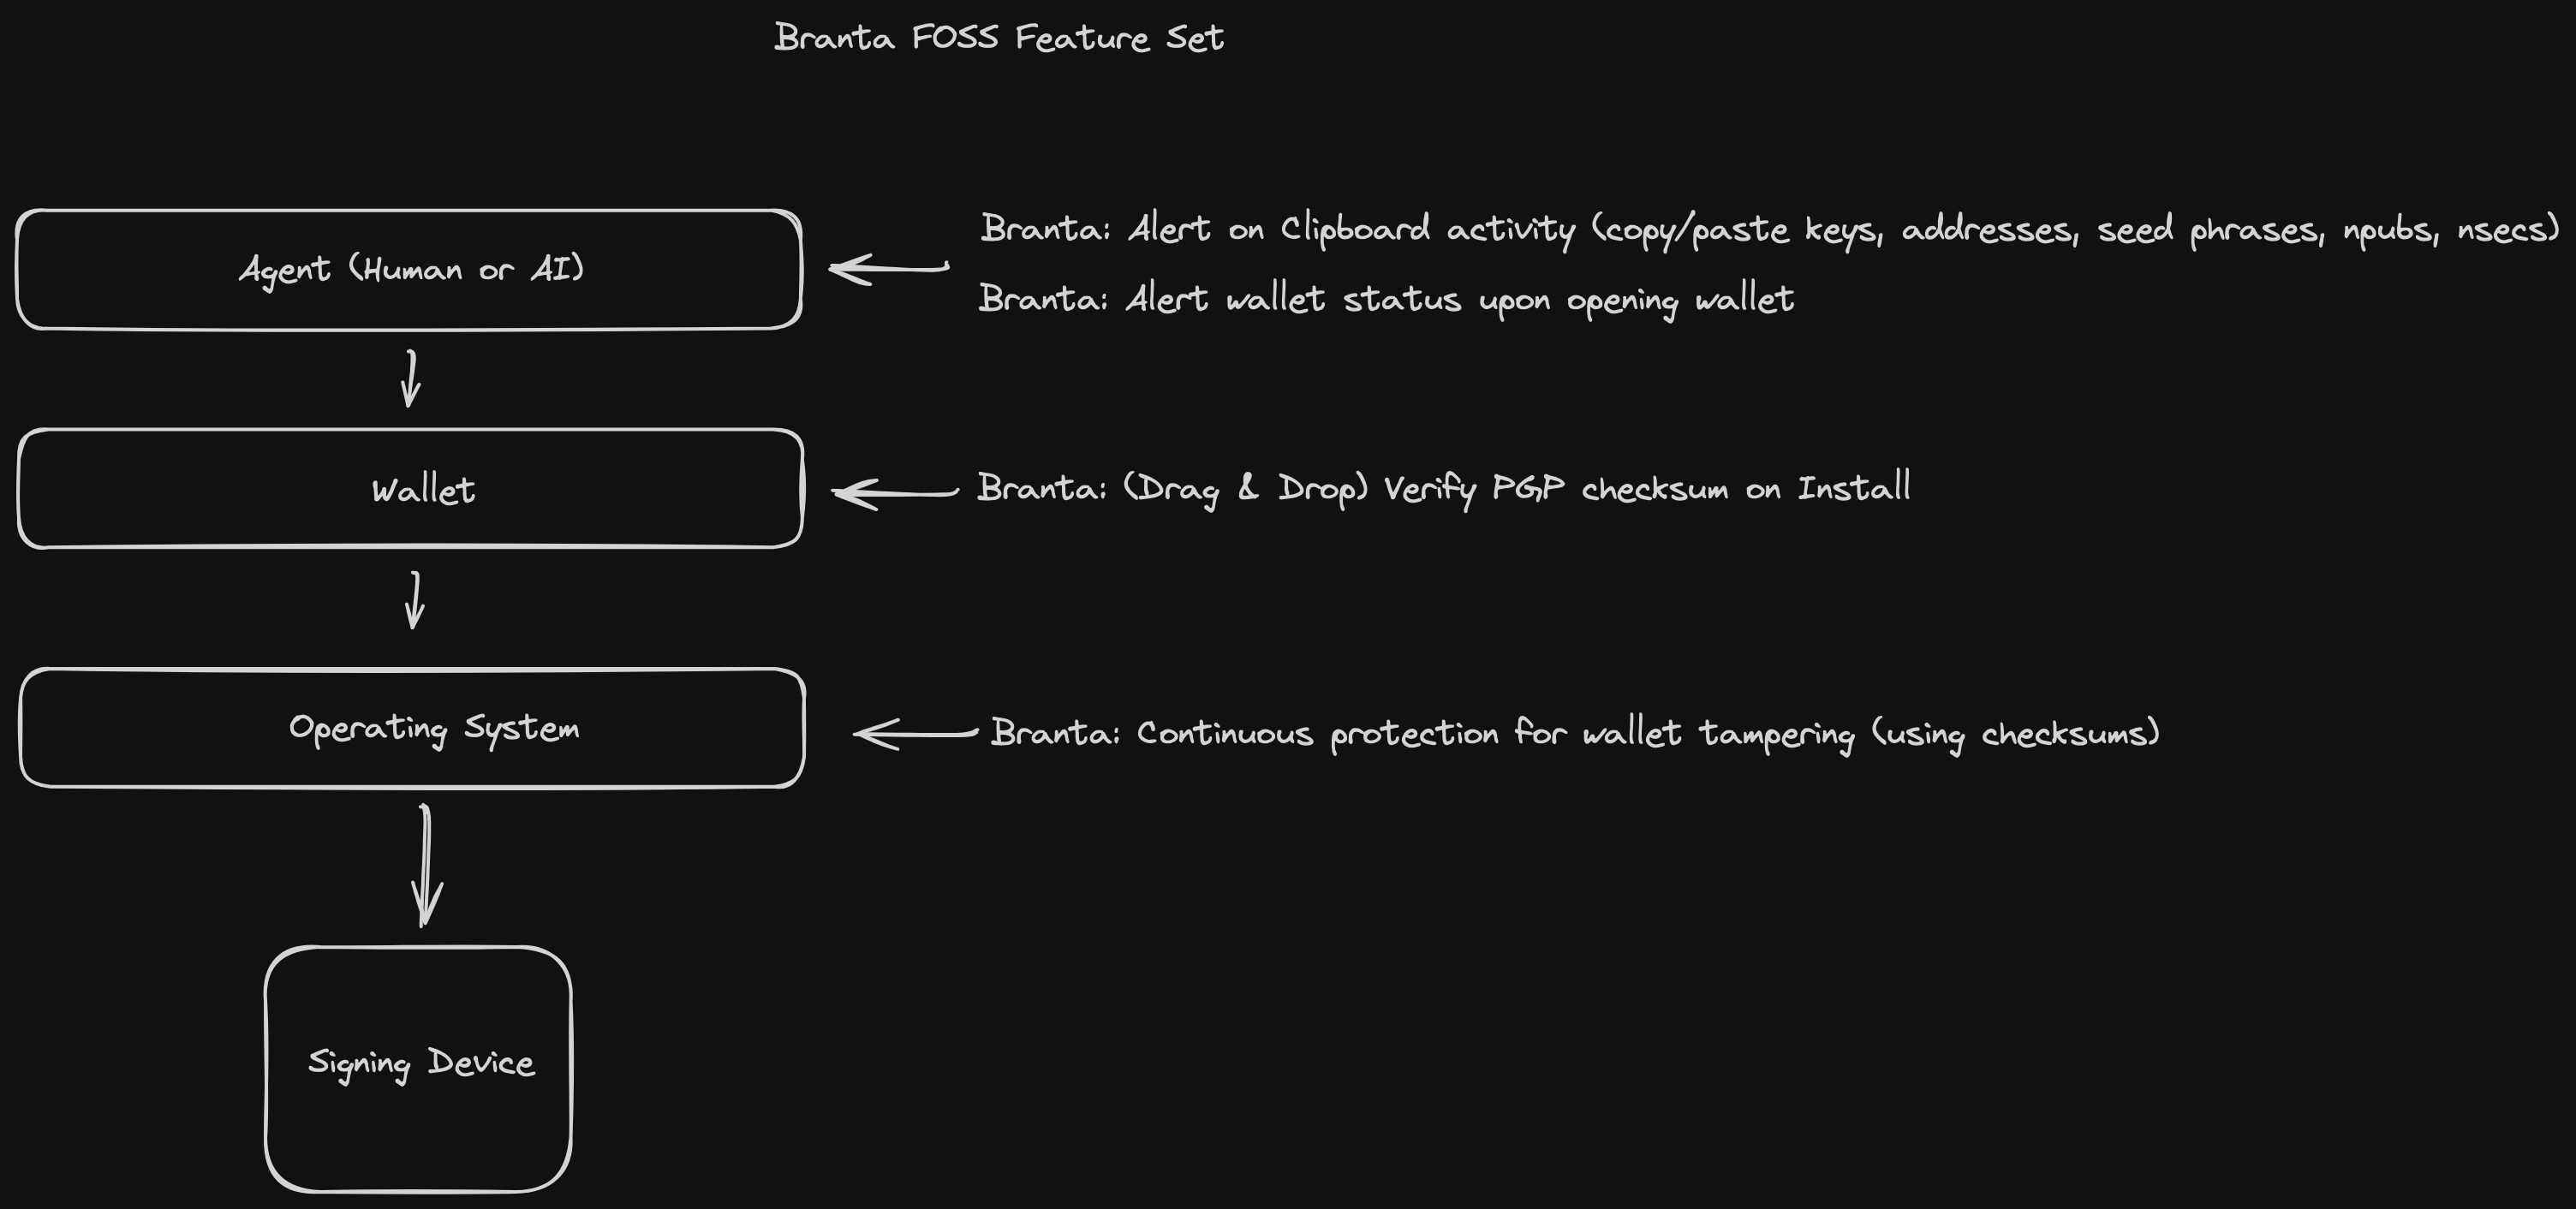 Branta FOSS Feature Set
Agent (Human or AI)
Branta: Alert on Clipboard activity (copy/paste keys, addresses, seed phrases, npubs, nsecs)
Branta: Alert wallet status upon opening wallet
Wallet
Branta: (Drag & Drop) Verify PGP checksum on Install
Operating System
Branta: Continuous protection for wallet tampering (using checksums)
Signing Device